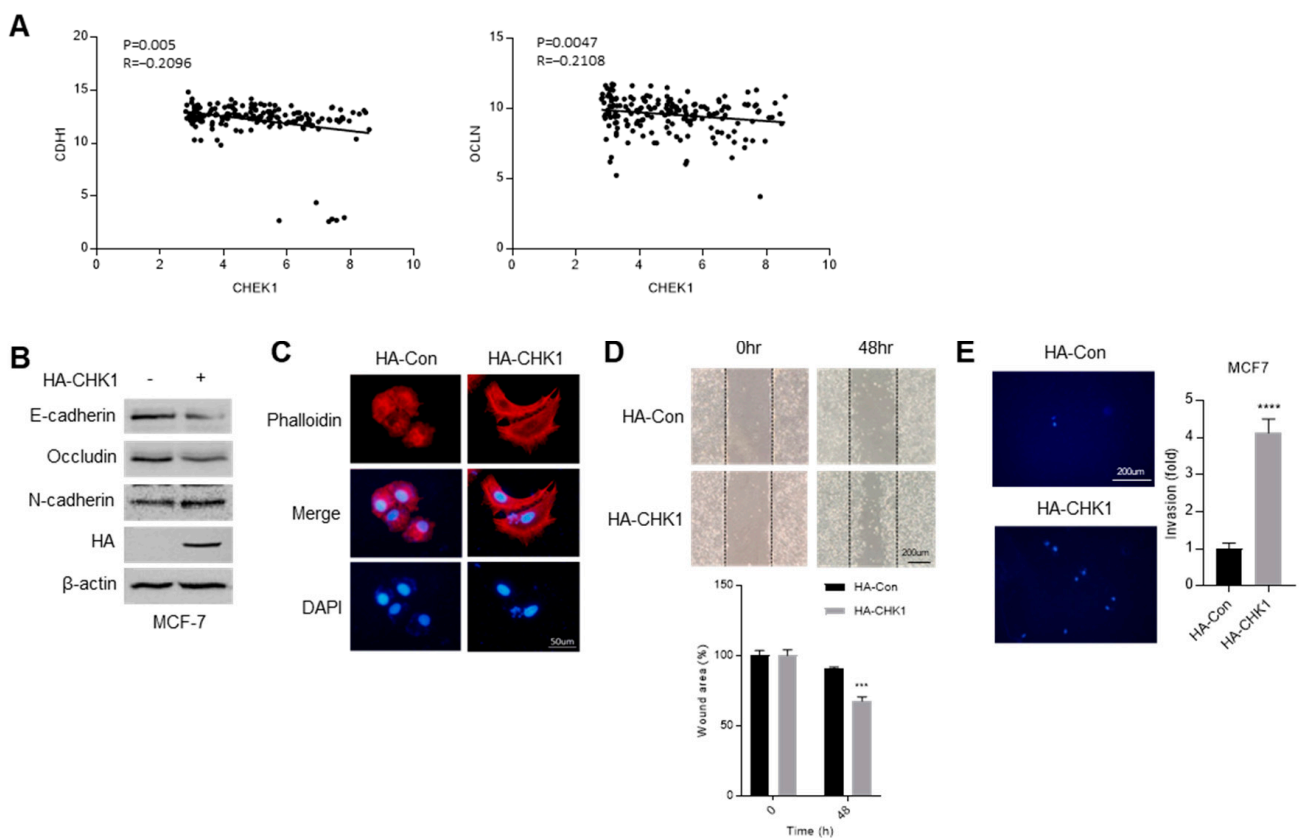 A
P=0.005
R=−0.2096
20
15
10
5
0
CDH1
0 2 4 6 8 10
CHEK1
P=0.0047
R=−0.2108
15
10
5
0
OCLN
0 2 4 6 8 10
CHEK1
B
HA-CHK1 - +
E-cadherin
Occludin
N-cadherin
HA
β-actin
MCF-7
C
HA-Con HA-CHK1
Phalloidin
Merge
DAPI
50um
D
0hr 48hr
HA-Con
HA-CHK1
200um
150
100
50
0
Wound area (%)
HA-Con
HA-CHK1
***
0 48
Time (h)
E
HA-Con
200um
HA-CHK1
MCF7
5
4
3
2
1
0
Invasion (fold)
****
HA-Con
HA-CHK1